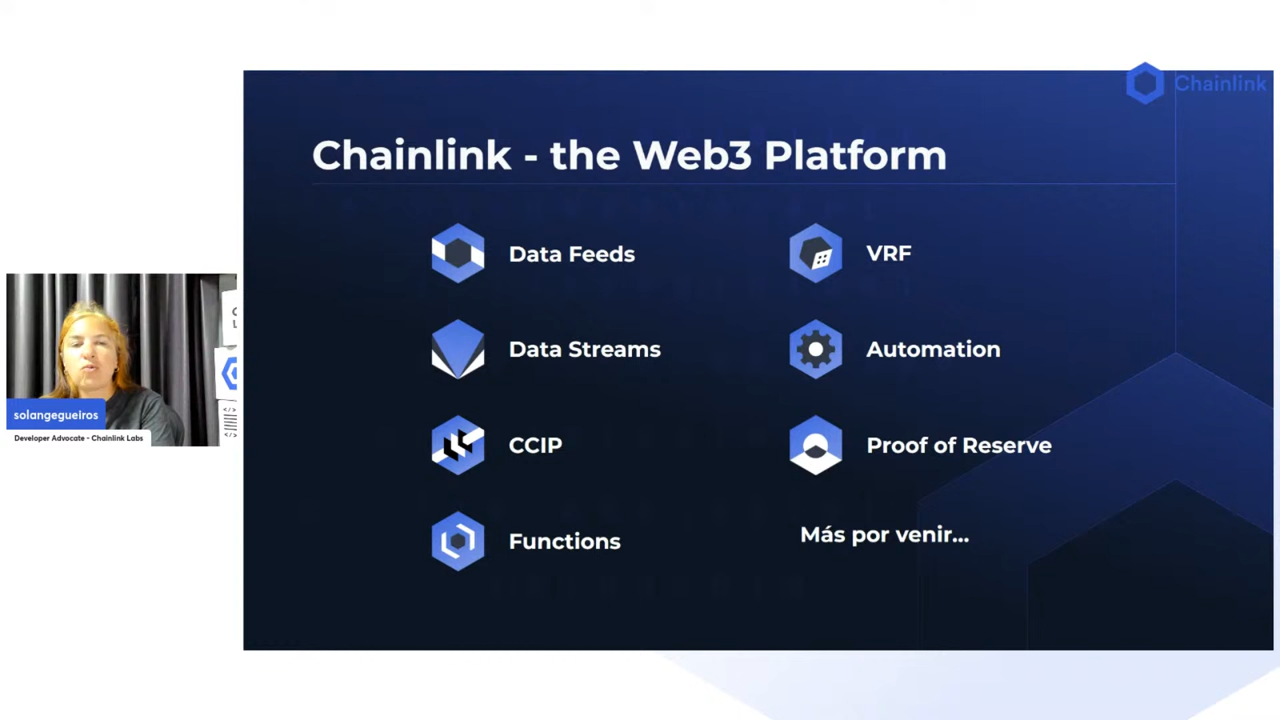 Chainlink
Chainlink - the Web3 Platform
Data Feeds
VRF
Data Streams
Automation
CCIP
Proof of Reserve
Functions
Más por venir...
solangegueiros
Developer Advocate - Chainlink Labs